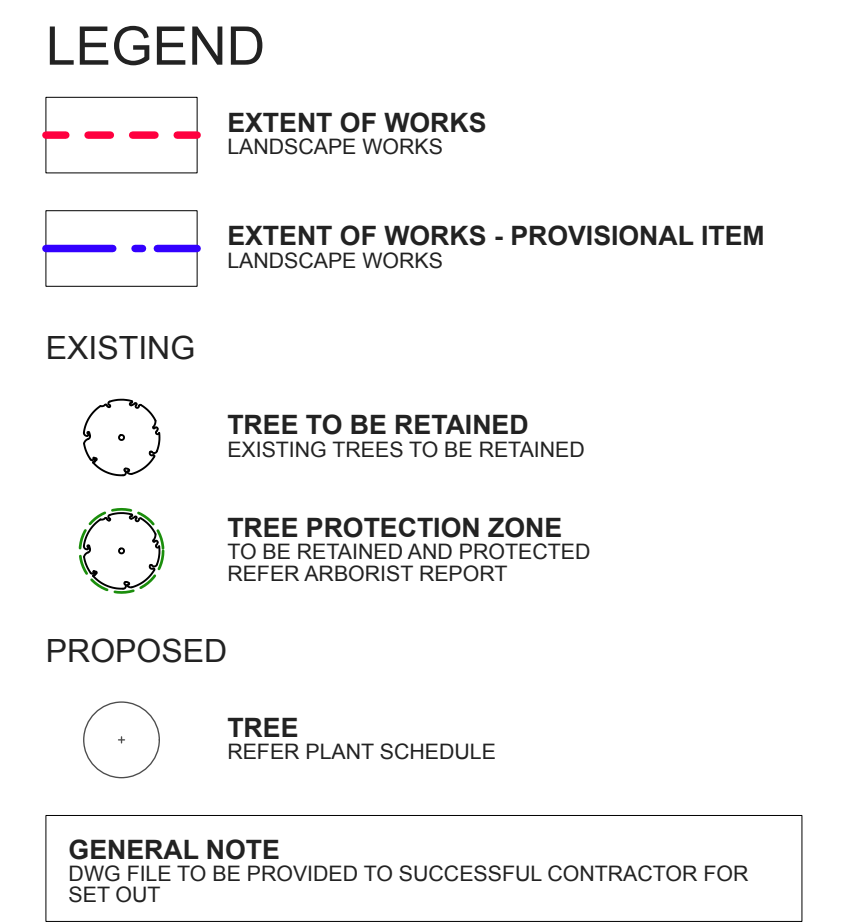 LEGEND
EXTENT OF WORKS
LANDSCAPE WORKS
EXTENT OF WORKS - PROVISIONAL ITEM
LANDSCAPE WORKS
EXISTING
TREE TO BE RETAINED
EXISTING TREES TO BE RETAINED
TREE PROTECTION ZONE
TO BE RETAINED AND PROTECTED
REFER ARBORIST REPORT
PROPOSED
TREE
REFER PLANT SCHEDULE
GENERAL NOTE
DWG FILE TO BE PROVIDED TO SUCCESSFUL CONTRACTOR FOR
SET OUT